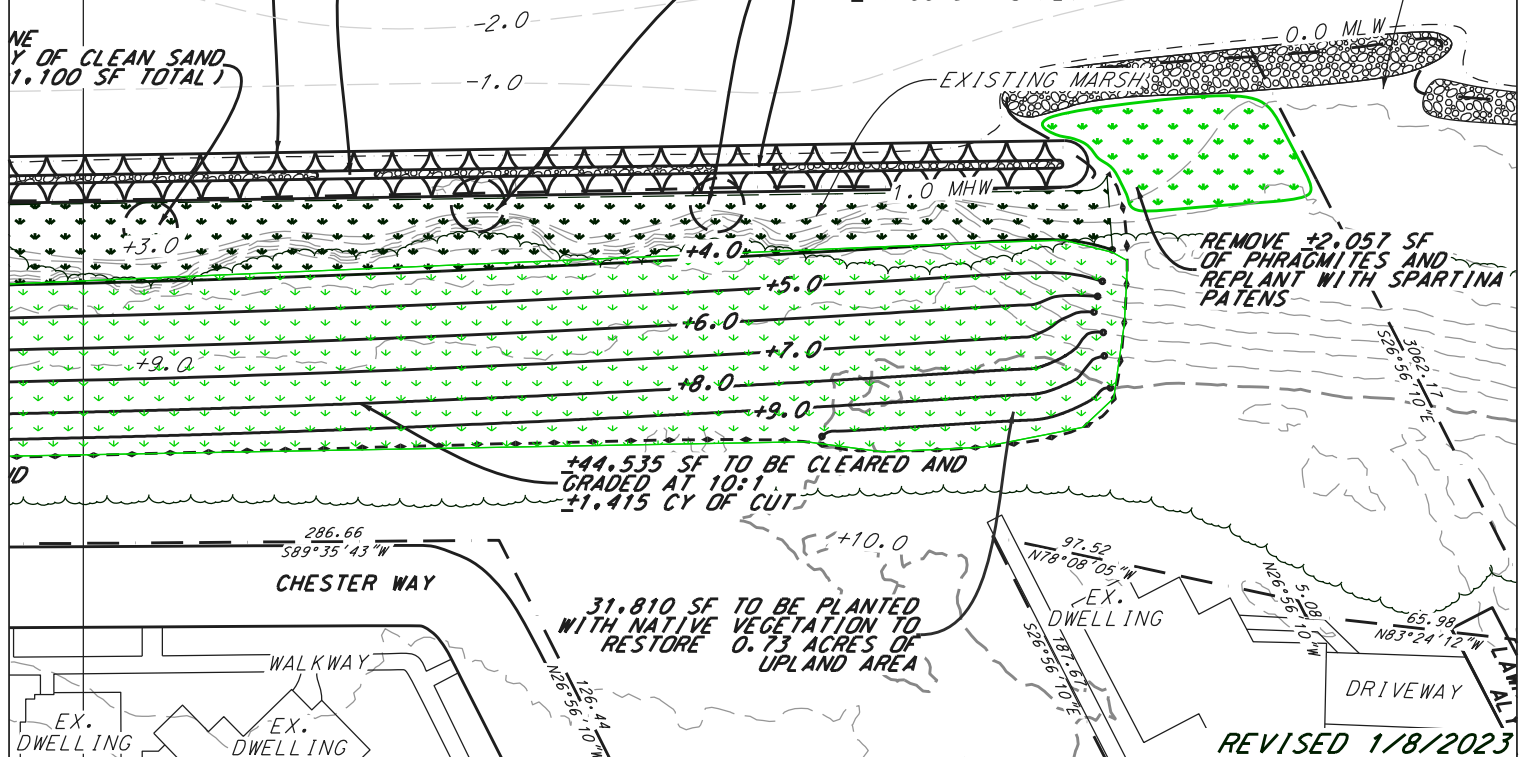 -2.0
0.0 MLW
NE
Y OF CLEAN SAND
1,100 SF TOTAL)
-1.0
EXISTING MARSH
1.0 MHW
+3.0
+4.0
REMOVE ±2,057 SF
OF PHRAGMITES AND
REPLANT WITH SPARTINA
PATENS
+5.0
+6.0
+7.0
+9.0
+8.0
+9.0
3062.17
S26°56'10"E
±44,535 SF TO BE CLEARED AND
GRADED AT 10:1
±1,415 CY OF CUT
ND
286.66
S89°35'43"W
CHESTER WAY
+10.0
97.52
N78°08'05"W
EX.
DWELLING
5.08
N26°56'10"W
65.98
N83°24'12"W
31,810 SF TO BE PLANTED
WITH NATIVE VEGETATION TO
RESTORE 0.73 ACRES OF
UPLAND AREA
787.67
S26°56'10"E
WALKWAY
126.44
N26°56'10"W
DRIVEWAY
LAW
ALY
EX.
DWELLING
EX.
DWELLING
REVISED 1/8/2023